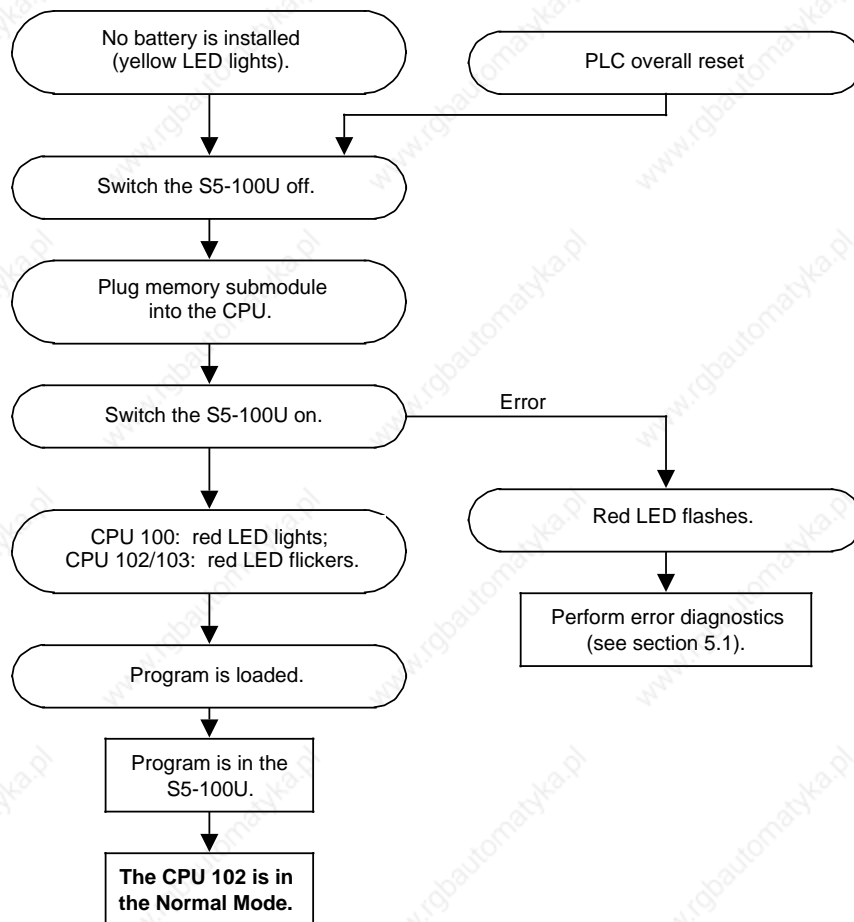 No battery is installed
(yellow LED lights).
PLC overall reset
Switch the S5-100U off.
Plug memory submodule
into the CPU.
Switch the S5-100U on.
Error
CPU 100: red LED lights;
CPU 102/103: red LED flickers.
Red LED flashes.
Perform error diagnostics
(see section 5.1).
Program is loaded.
Program is in the
S5-100U.
The CPU 102 is in
the Normal Mode.
www.rgbautomatyka.pl